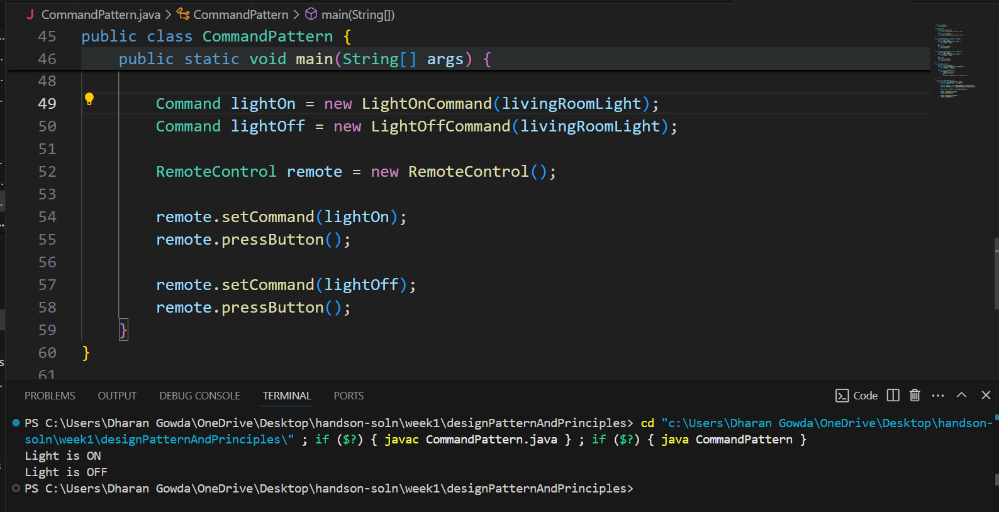 CommandPattern.java > CommandPattern > main(String[])
45 public class CommandPattern {
46 public static void main(String[] args) {
48
49 Command lightOn = new LightOnCommand(livingRoomLight);
50 Command lightOff = new LightOffCommand(livingRoomLight);
51
52 RemoteControl remote = new RemoteControl();
53
54 remote.setCommand(lightOn);
55 remote.pressButton();
56
57 remote.setCommand(lightOff);
58 remote.pressButton();
59 }
60 }
61
PROBLEMS OUTPUT DEBUG CONSOLE TERMINAL PORTS Code
PS C:\Users\Dharan Gowda\OneDrive\Desktop\handson-soln\week1\designPatternAndPrinciples> cd "c:\Users\Dharan Gowda\OneDrive\Desktop\handson-
soln\week1\designPatternAndPrinciples\" ; if ($?) { javac CommandPattern.java } ; if ($?) { java CommandPattern }
Light is ON
Light is OFF
PS C:\Users\Dharan Gowda\OneDrive\Desktop\handson-soln\week1\designPatternAndPrinciples>